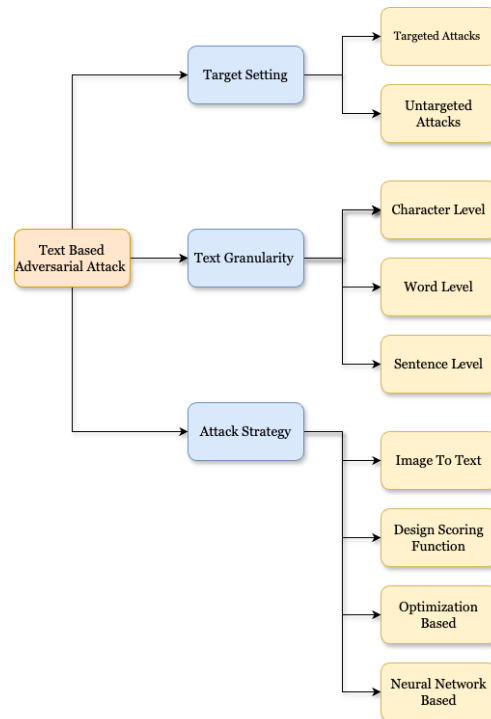 Targeted Attacks
Target Setting
Untargeted
Attacks
Character Level
Text Based
Adversarial Attack
Text Granularity
Word Level
Sentence Level
Attack Strategy
Image To Text
Design Scoring
Function
Optimization
Based
Neural Network
Based